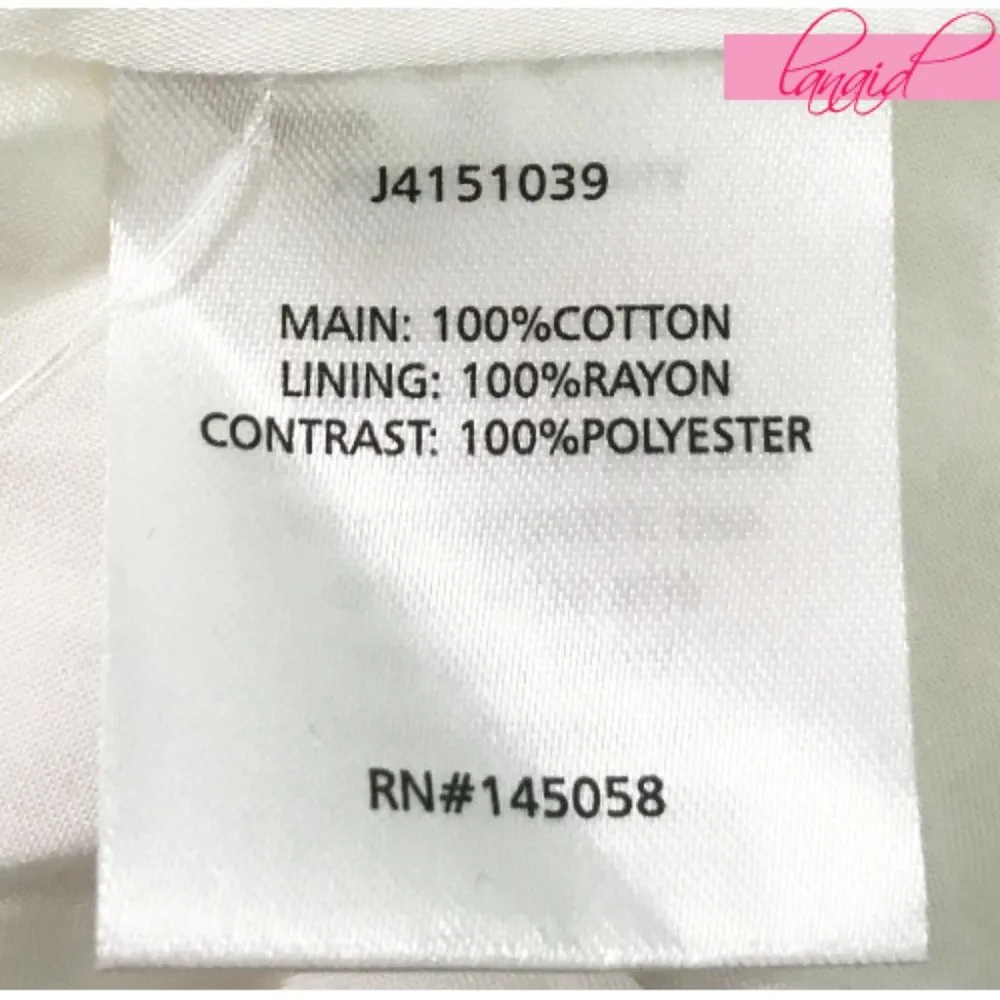 lanaid
J4151039
MAIN: 100%COTTON
LINING: 100%RAYON
CONTRAST: 100%POLYESTER
RN#145058